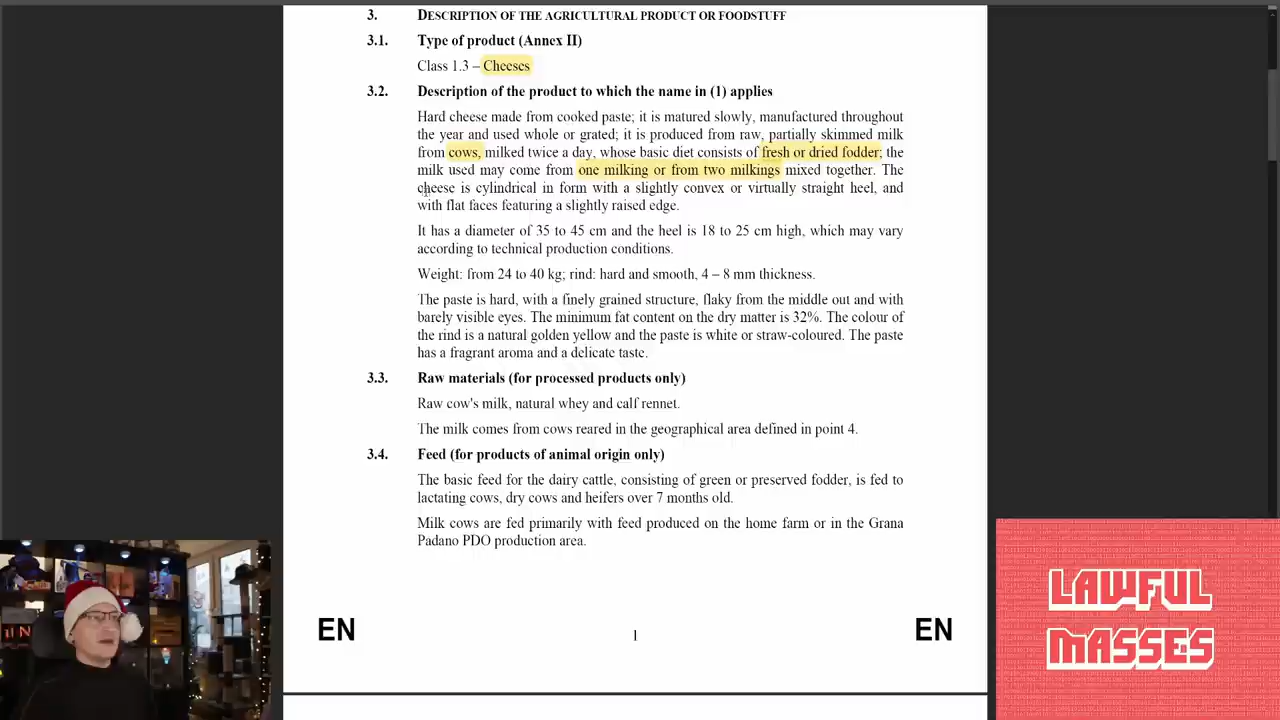 3. DESCRIPTION OF THE AGRICULTURAL PRODUCT OR FOODSTUFF
3.1. Type of product (Annex II)
Class 1.3 – Cheeses
3.2. Description of the product to which the name in (1) applies
Hard cheese made from cooked paste; it is matured slowly, manufactured throughout
the year and used whole or grated; it is produced from raw, partially skimmed milk
from cows, milked twice a day, whose basic diet consists of fresh or dried fodder; the
milk used may come from one milking or from two milkings mixed together. The
cheese is cylindrical in form with a slightly convex or virtually straight heel, and
with flat faces featuring a slightly raised edge.
It has a diameter of 35 to 45 cm and the heel is 18 to 25 cm high, which may vary
according to technical production conditions.
Weight: from 24 to 40 kg; rind: hard and smooth, 4 – 8 mm thickness.
The paste is hard, with a finely grained structure, flaky from the middle out and with
barely visible eyes. The minimum fat content on the dry matter is 32%. The colour of
the rind is a natural golden yellow and the paste is white or straw-coloured. The paste
has a fragrant aroma and a delicate taste.
3.3. Raw materials (for processed products only)
Raw cow's milk, natural whey and calf rennet.
The milk comes from cows reared in the geographical area defined in point 4.
3.4. Feed (for products of animal origin only)
The basic feed for the dairy cattle, consisting of green or preserved fodder, is fed to
lactating cows, dry cows and heifers over 7 months old.
Milk cows are fed primarily with feed produced on the home farm or in the Grana
Padano PDO production area.
EN 1 EN
LAWFUL
MASSES